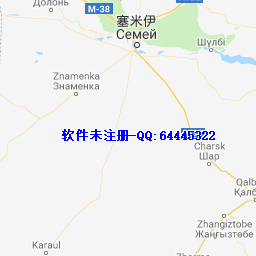 Долонь
М-38
塞米伊
Семей
Шүлбі
Znamenka
Знаменка
软件未注册-QQ:64445322
Charsk
Шар
Qalb
Қалб
Zhangiztobe
Жаңғызтөбе
Karaul